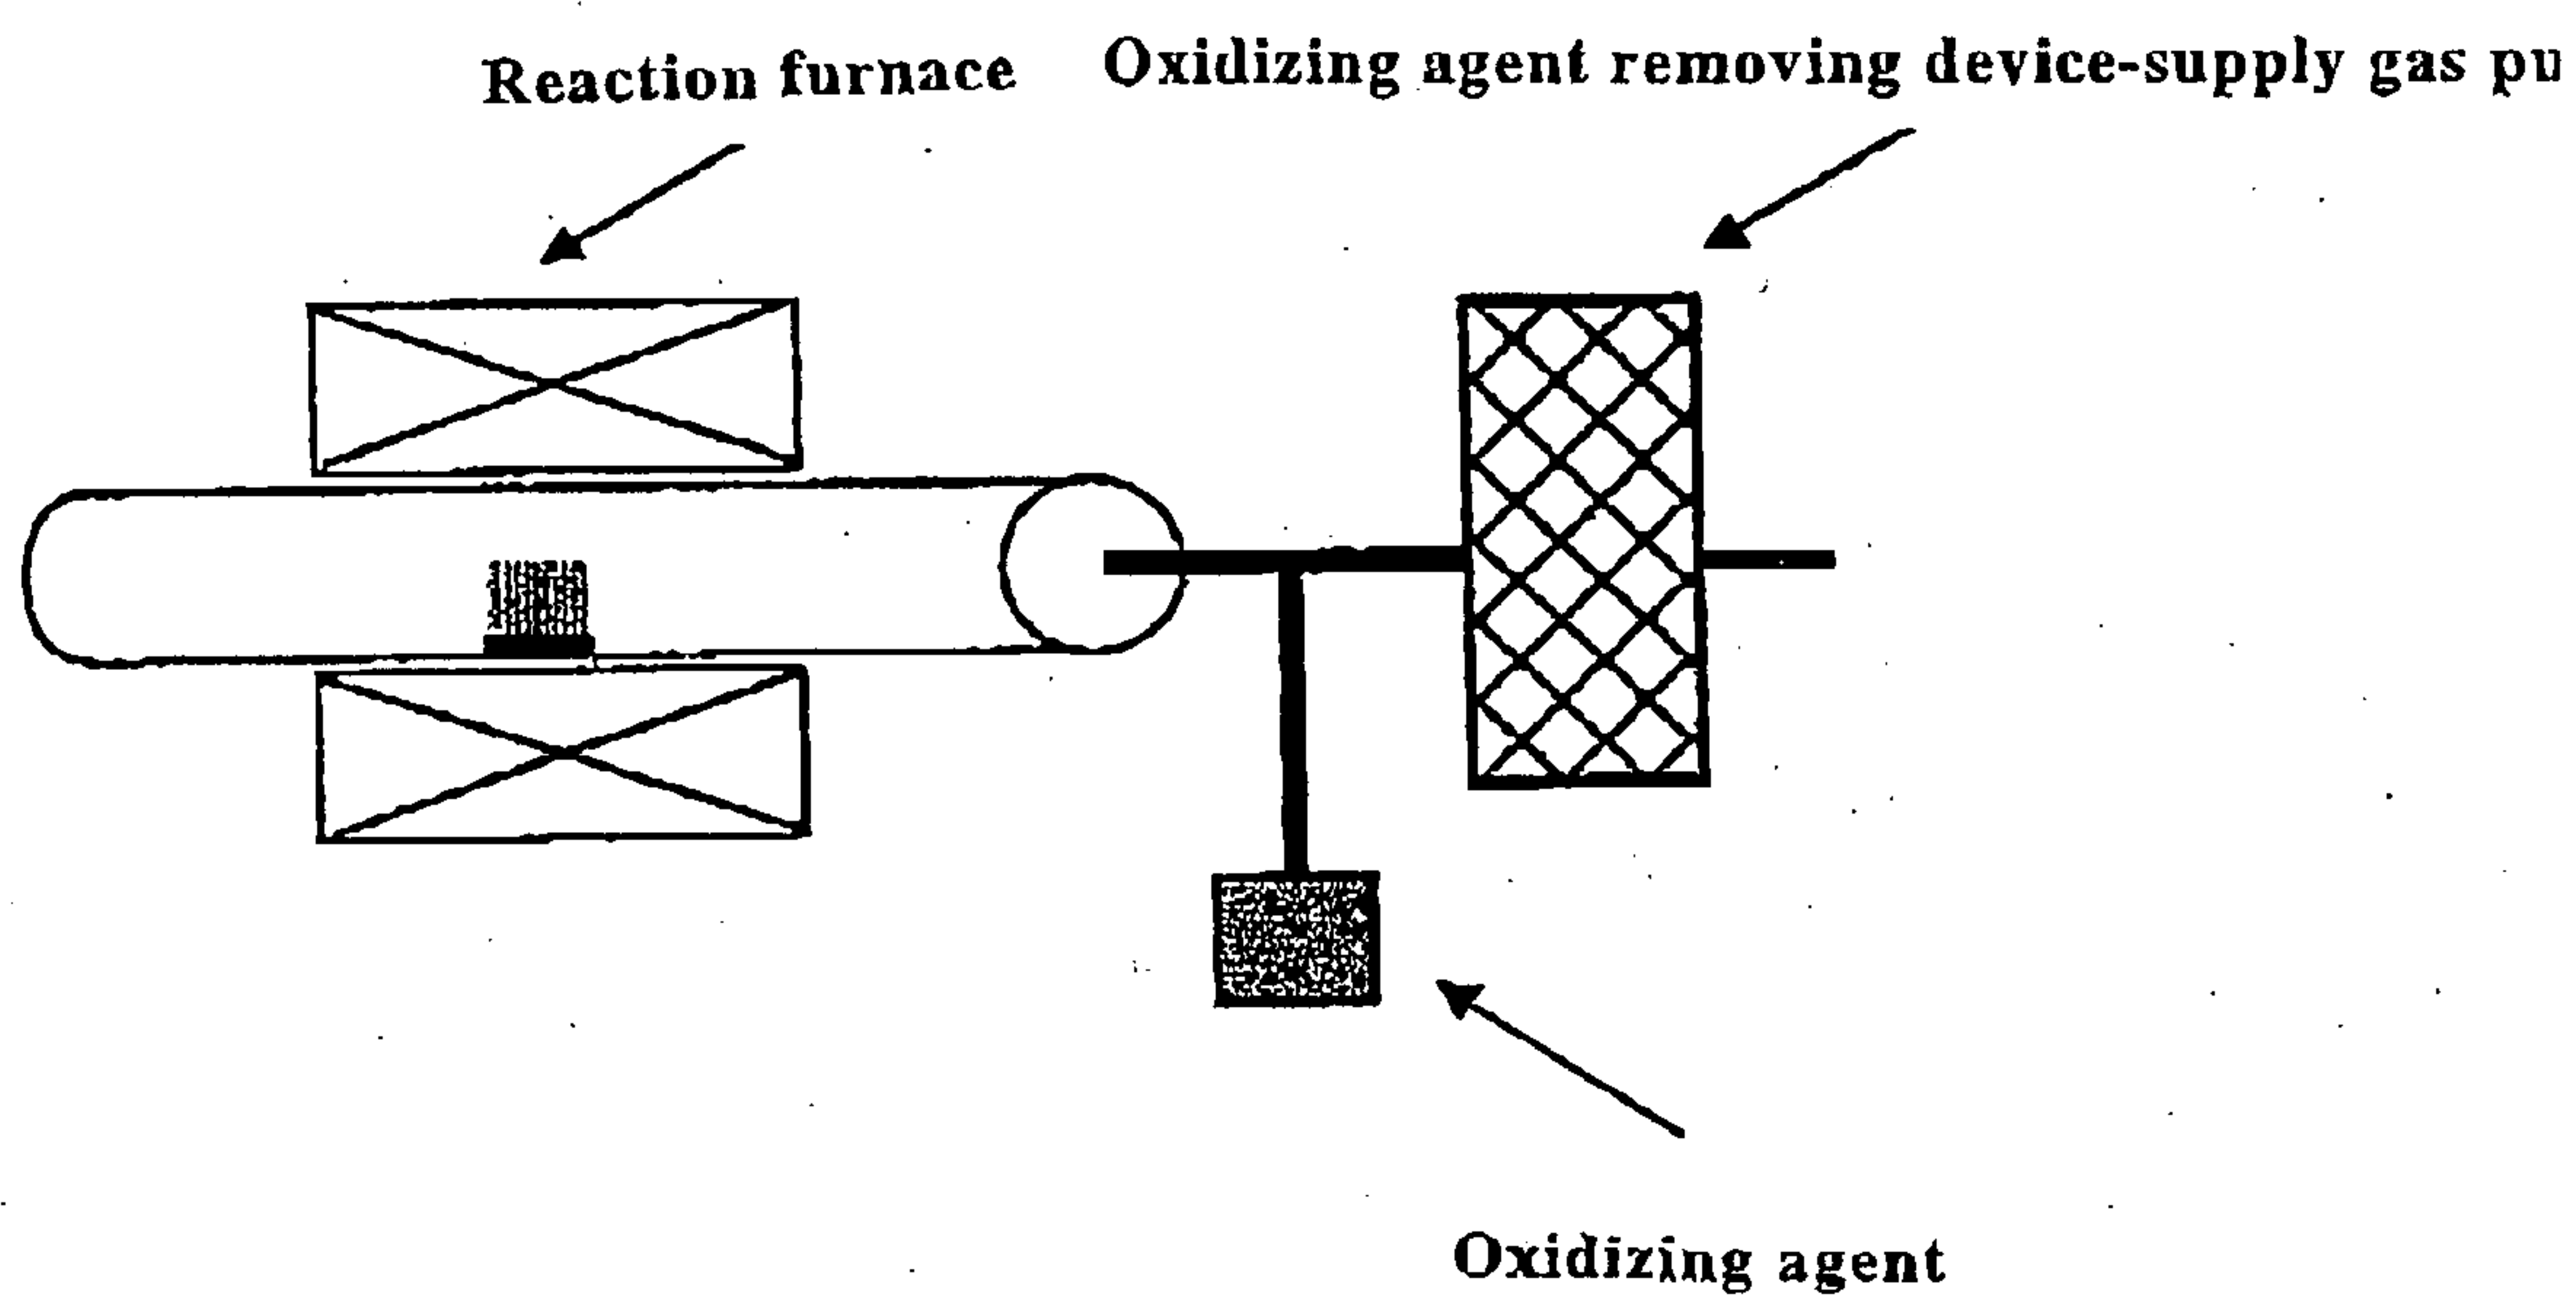 Reaction furnace
Oxidizing agent removing device-supply gas pu
Oxidizing agent